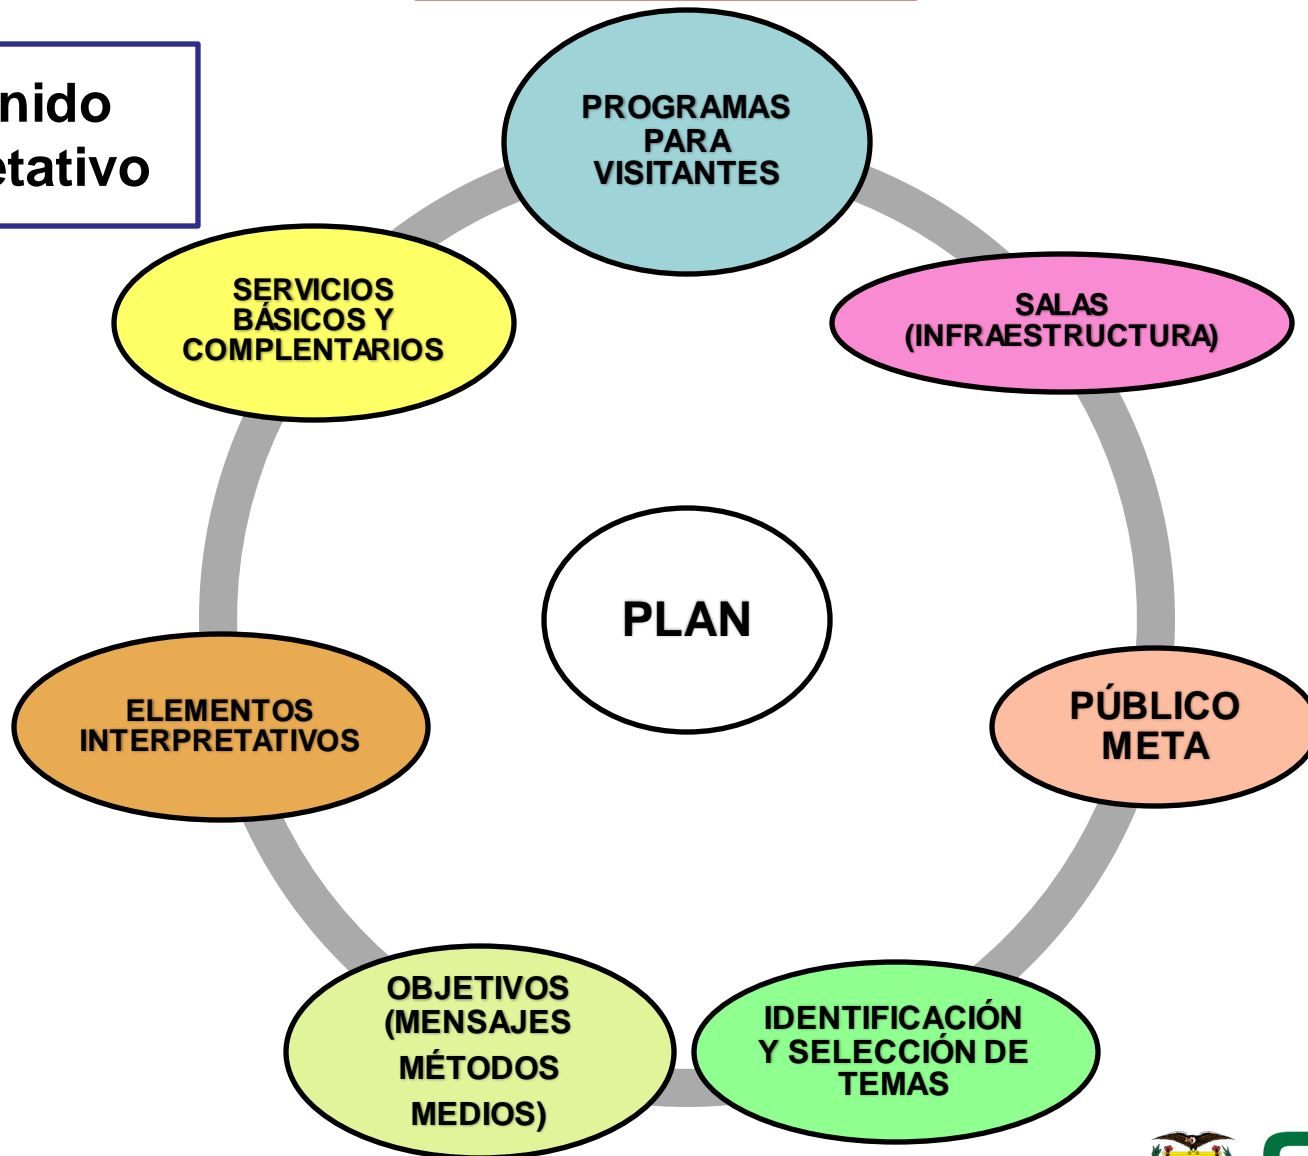 nido
etativo
PROGRAMAS
PARA
VISITANTES
SERVICIOS
BÁSICOS Y
COMPLENTARIOS
SALAS
(INFRAESTRUCTURA)
PLAN
ELEMENTOS
INTERPRETATIVOS
PÚBLICO
META
OBJETIVOS
(MENSAJES
MÉTODOS
MEDIOS)
IDENTIFICACIÓN
Y SELECCIÓN DE
TEMAS